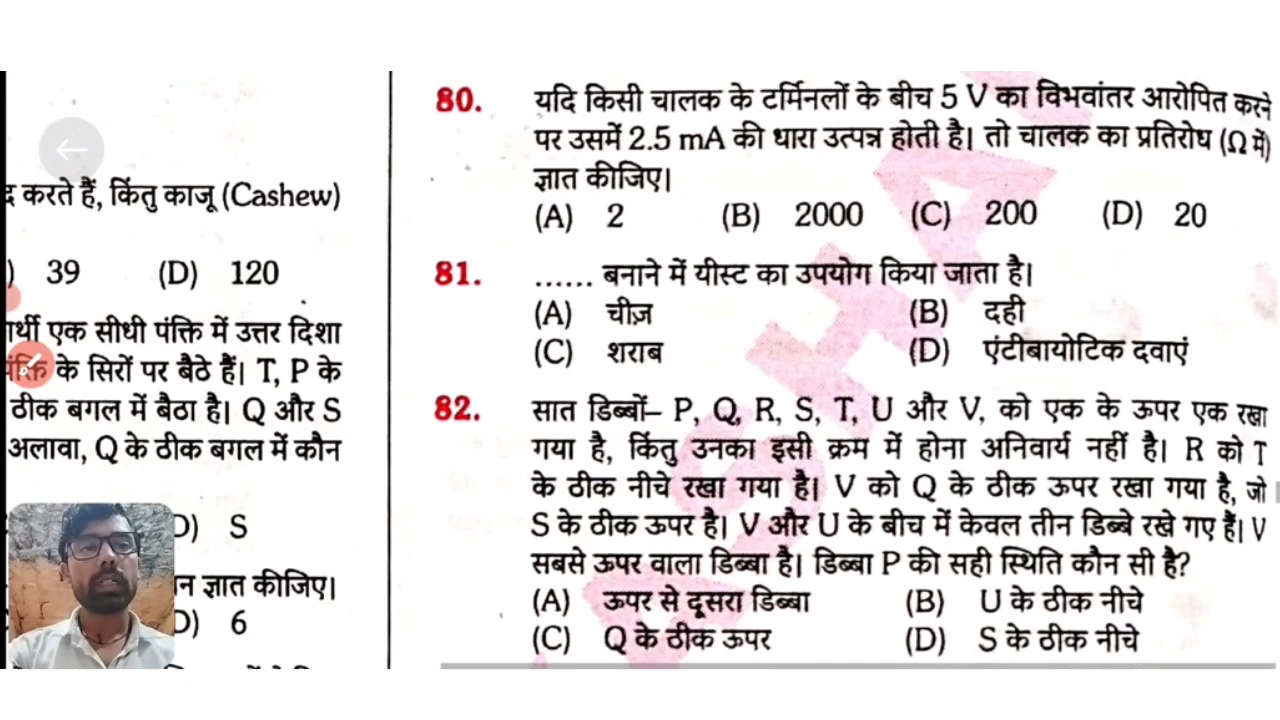 द करते हैं, किंतु काजू (Cashew)
) 39 (D) 120
ार्थी एक सीधी पंक्ति में उत्तर दिशा
पंक्ति के सिरों पर बैठे हैं। T, P के
ठीक बगल में बैठा है। Q और S
अलावा, Q के ठीक बगल में कौन
D) S
न ज्ञात कीजिए।
D) 6
80. यदि किसी चालक के टर्मिनलों के बीच 5 V का विभवांतर आरोपित करने
पर उसमें 2.5 mA की धारा उत्पन्न होती है। तो चालक का प्रतिरोध (Ω में)
ज्ञात कीजिए।
(A) 2 (B) 2000 (C) 200 (D) 20
81. ...... बनाने में यीस्ट का उपयोग किया जाता है।
(A) चीज़ (B) दही
(C) शराब (D) एंटीबायोटिक दवाएं
82. सात डिब्बों– P, Q, R, S, T, U और V, को एक के ऊपर एक रखा
गया है, किंतु उनका इसी क्रम में होना अनिवार्य नहीं है। R को T
के ठीक नीचे रखा गया है। V को Q के ठीक ऊपर रखा गया है, जो
S के ठीक ऊपर है। V और U के बीच में केवल तीन डिब्बे रखे गए हैं। V
सबसे ऊपर वाला डिब्बा है। डिब्बा P की सही स्थिति कौन सी है?
(A) ऊपर से दूसरा डिब्बा (B) U के ठीक नीचे
(C) Q के ठीक ऊपर (D) S के ठीक नीचे